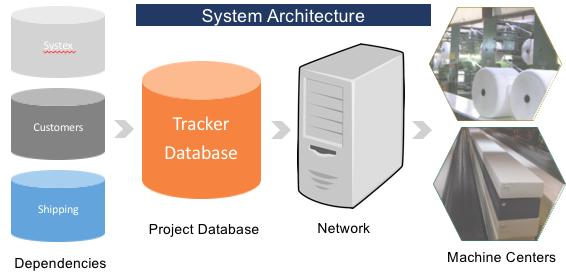 System Architecture
Systex
Customers
Shipping
Dependencies
Tracker
Database
Project Database
Network
Machine Centers